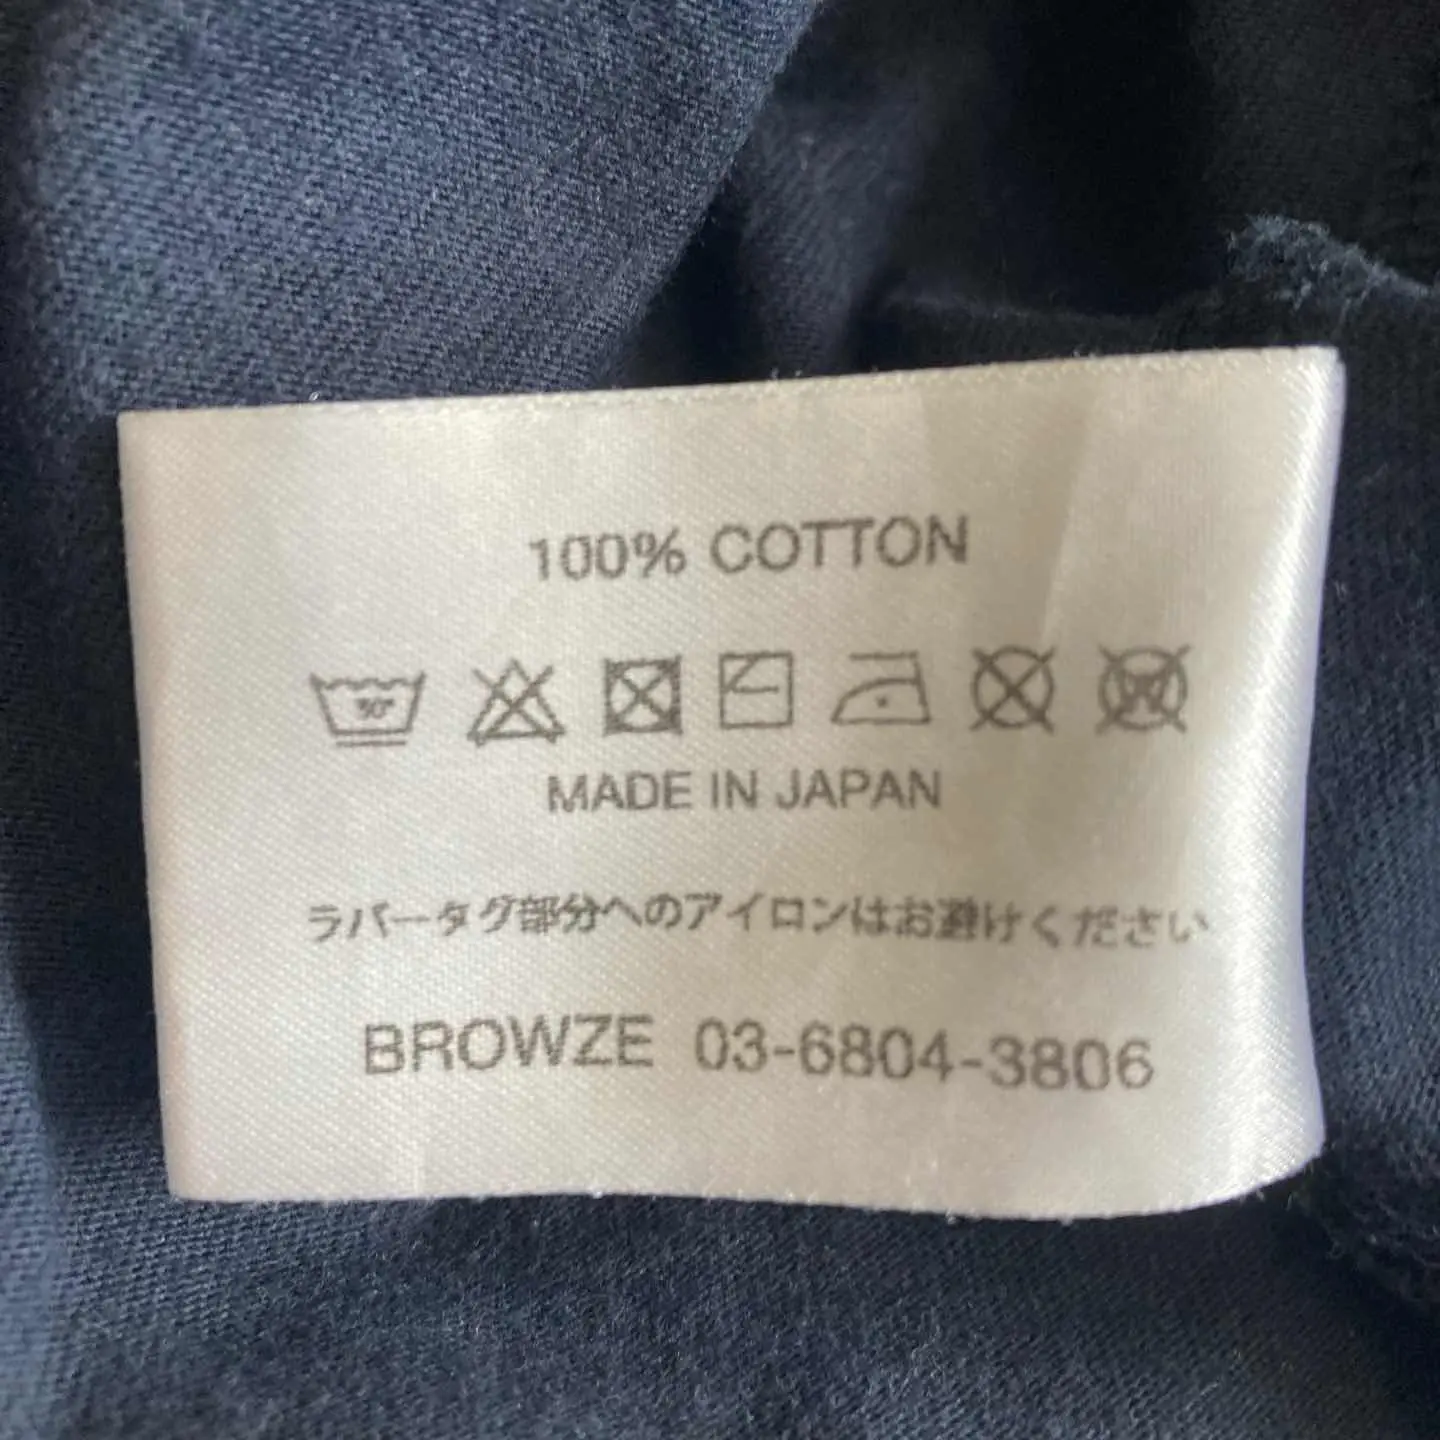 100% COTTON
30°
W
MADE IN JAPAN
ラバータグ部分へのアイロンはお避けください
BROWZE 03-6804-3806